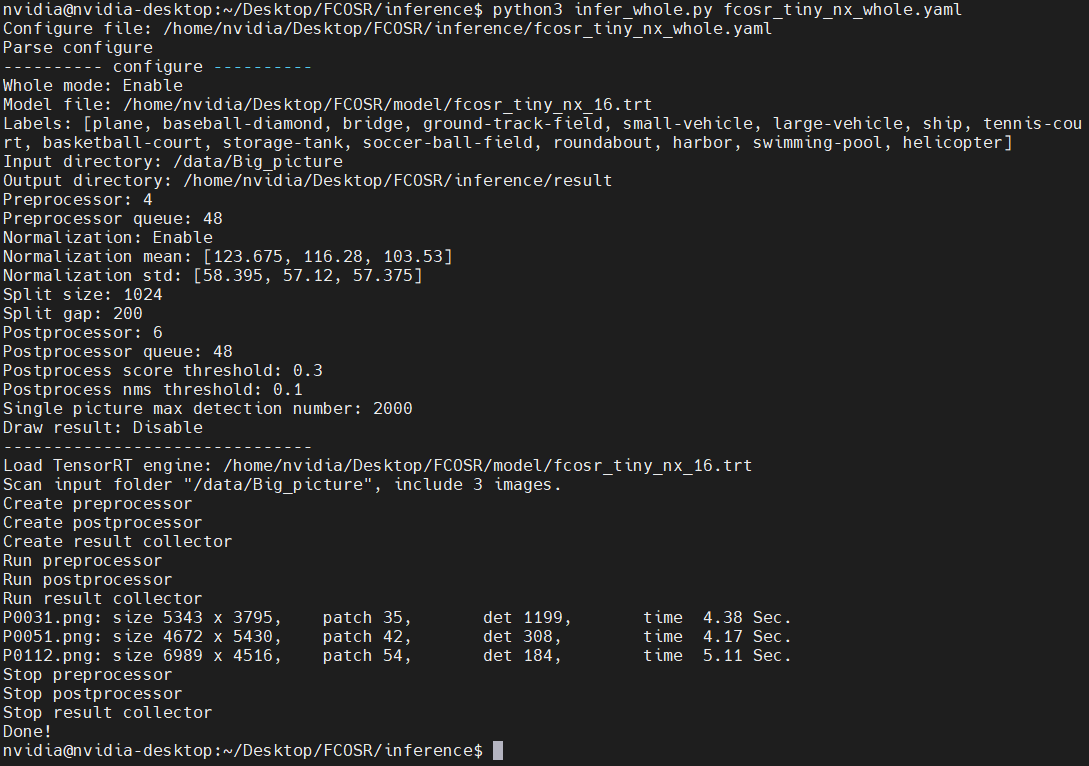 nvidia@nvidia-desktop:~/Desktop/FCOSR/inference$ python3 infer_whole.py fcosr_tiny_nx_whole.yaml
Configure file: /home/nvidia/Desktop/FCOSR/inference/fcosr_tiny_nx_whole.yaml
Parse configure
---------- configure ----------
Whole mode: Enable
Model file: /home/nvidia/Desktop/FCOSR/model/fcosr_tiny_nx_16.trt
Labels: [plane, baseball-diamond, bridge, ground-track-field, small-vehicle, large-vehicle, ship, tennis-cou
rt, basketball-court, storage-tank, soccer-ball-field, roundabout, harbor, swimming-pool, helicopter]
Input directory: /data/Big_picture
Output directory: /home/nvidia/Desktop/FCOSR/inference/result
Preprocessor: 4
Preprocessor queue: 48
Normalization: Enable
Normalization mean: [123.675, 116.28, 103.53]
Normalization std: [58.395, 57.12, 57.375]
Split size: 1024
Split gap: 200
Postprocessor: 6
Postprocessor queue: 48
Postprocess score threshold: 0.3
Postprocess nms threshold: 0.1
Single picture max detection number: 2000
Draw result: Disable
-------------------------------
Load TensorRT engine: /home/nvidia/Desktop/FCOSR/model/fcosr_tiny_nx_16.trt
Scan input folder "/data/Big_picture", include 3 images.
Create preprocessor
Create postprocessor
Create result collector
Run preprocessor
Run postprocessor
Run result collector
P0031.png: size 5343 x 3795,    patch 35,       det 1199,       time  4.38 Sec.
P0051.png: size 4672 x 5430,    patch 42,       det 308,        time  4.17 Sec.
P0112.png: size 6989 x 4516,    patch 54,       det 184,        time  5.11 Sec.
Stop preprocessor
Stop postprocessor
Stop result collector
Done!
nvidia@nvidia-desktop:~/Desktop/FCOSR/inference$